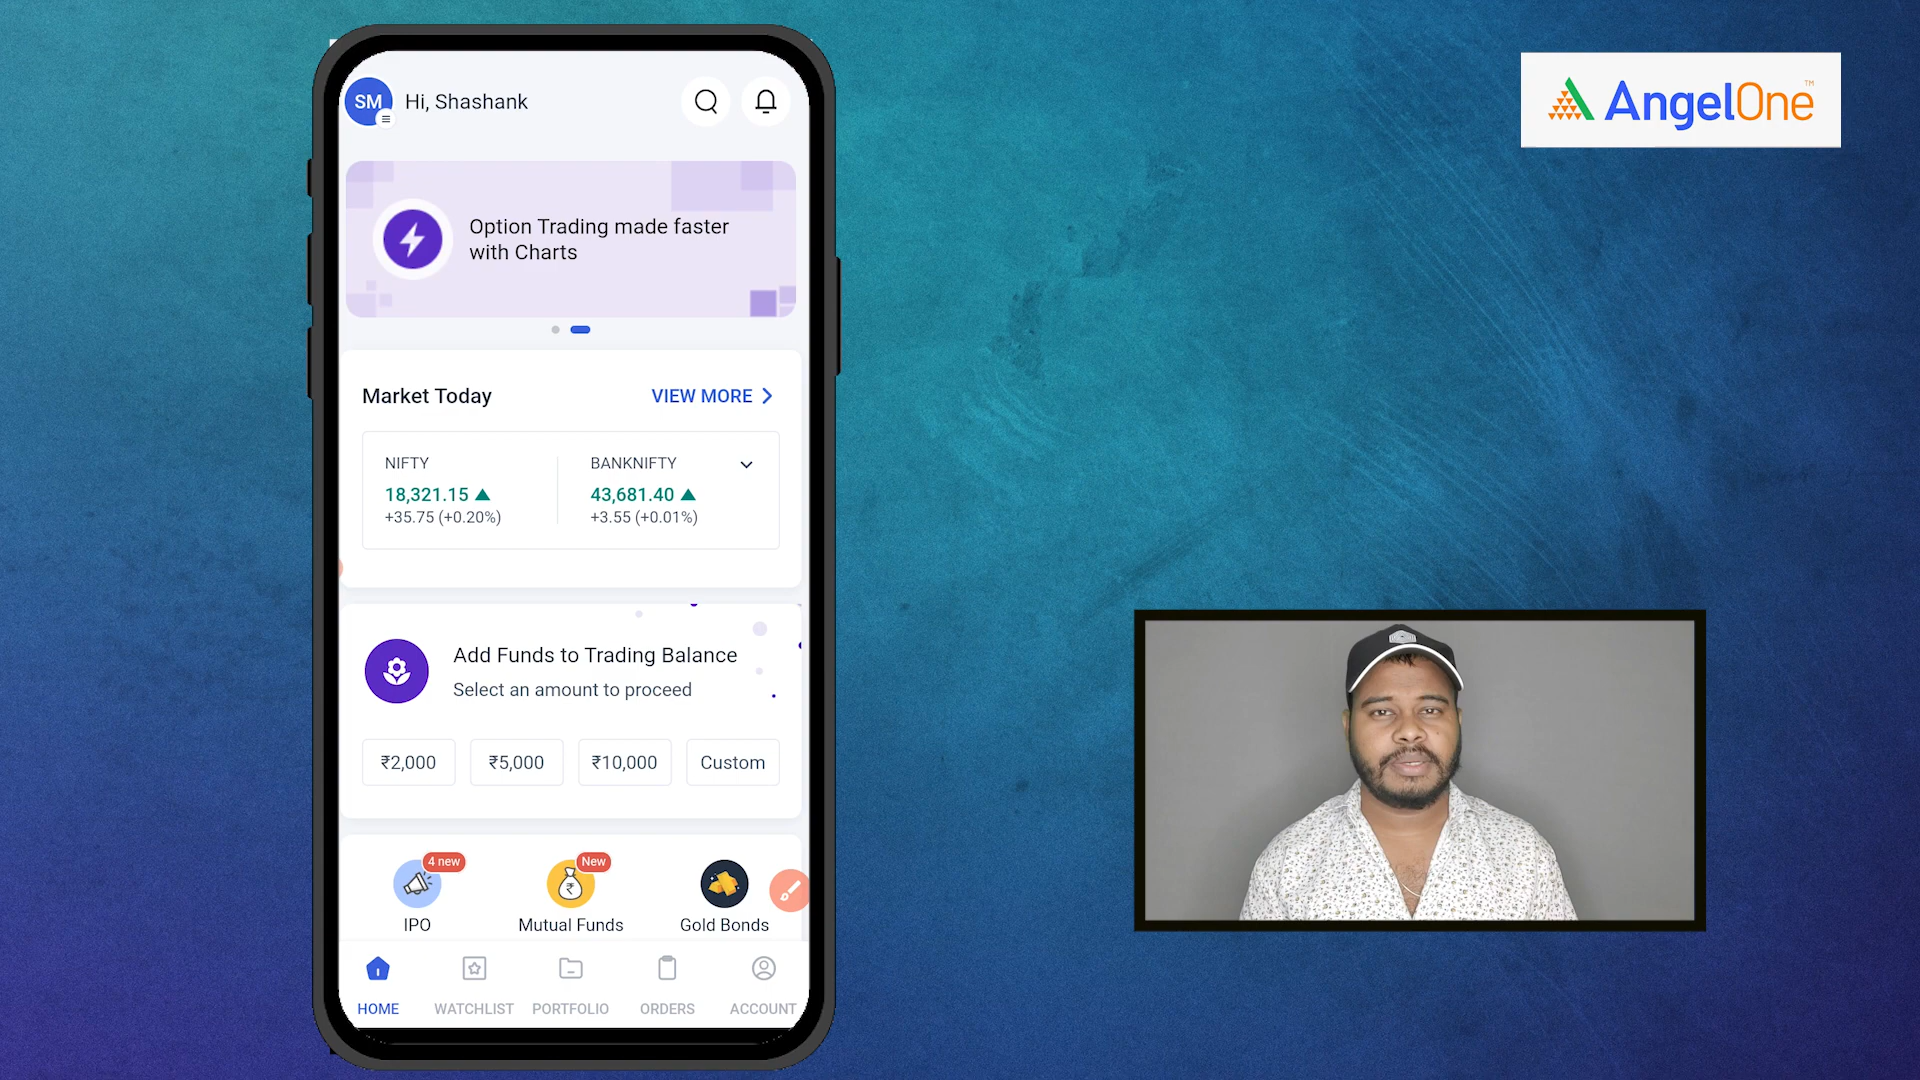 SM
Hi, Shashank
Option Trading made faster
with Charts
Market Today
VIEW MORE
NIFTY
18,321.15
+35.75 (+0.20%)
BANKNIFTY
43,681.40
+3.55 (+0.01%)
Add Funds to Trading Balance
Select an amount to proceed
₹2,000
₹5,000
₹10,000
Custom
4 new
IPO
New
Mutual Funds
Gold Bonds
HOME
WATCHLIST
PORTFOLIO
ORDERS
ACCOUNT
AngelOne™